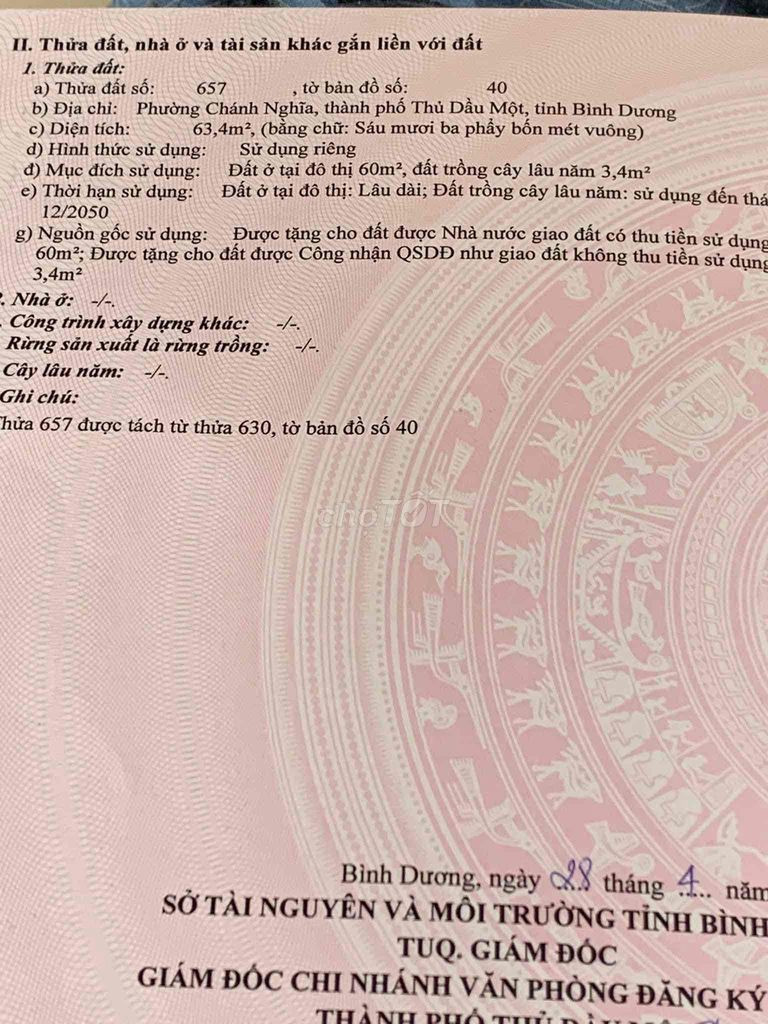 II. Thửa đất, nhà ở và tài sản khác gắn liền với đất
1. Thửa đất:
a) Thửa đất số: 657 , tờ bản đồ số: 40
b) Địa chỉ: Phường Chánh Nghĩa, thành phố Thủ Dầu Một, tỉnh Bình Dương
c) Diện tích: 63,4m², (bằng chữ: Sáu mươi ba phẩy bốn mét vuông)
d) Hình thức sử dụng: Sử dụng riêng
đ) Mục đích sử dụng: Đất ở tại đô thị 60m², đất trồng cây lâu năm 3,4m²
e) Thời hạn sử dụng: Đất ở tại đô thị: Lâu dài; Đất trồng cây lâu năm: sử dụng đến thá
12/2050
g) Nguồn gốc sử dụng: Được tặng cho đất được Nhà nước giao đất có thu tiền sử dụng
60m²; Được tặng cho đất được Công nhận QSDĐ như giao đất không thu tiền sử dụng
3,4m²
. Nhà ở: -/-.
. Công trình xây dựng khác: -/-.
Rừng sản xuất là rừng trồng: -/-.
Cây lâu năm: -/-.
Ghi chú:
Thửa 657 được tách từ thửa 630, tờ bản đồ số 40
choTỐT
Bình Dương, ngày 28 tháng 4 năm
SỞ TÀI NGUYÊN VÀ MÔI TRƯỜNG TỈNH BÌNH
TUQ. GIÁM ĐỐC
GIÁM ĐỐC CHI NHÁNH VĂN PHÒNG ĐĂNG KÝ
THÀNH PHỐ THỦ DẦU